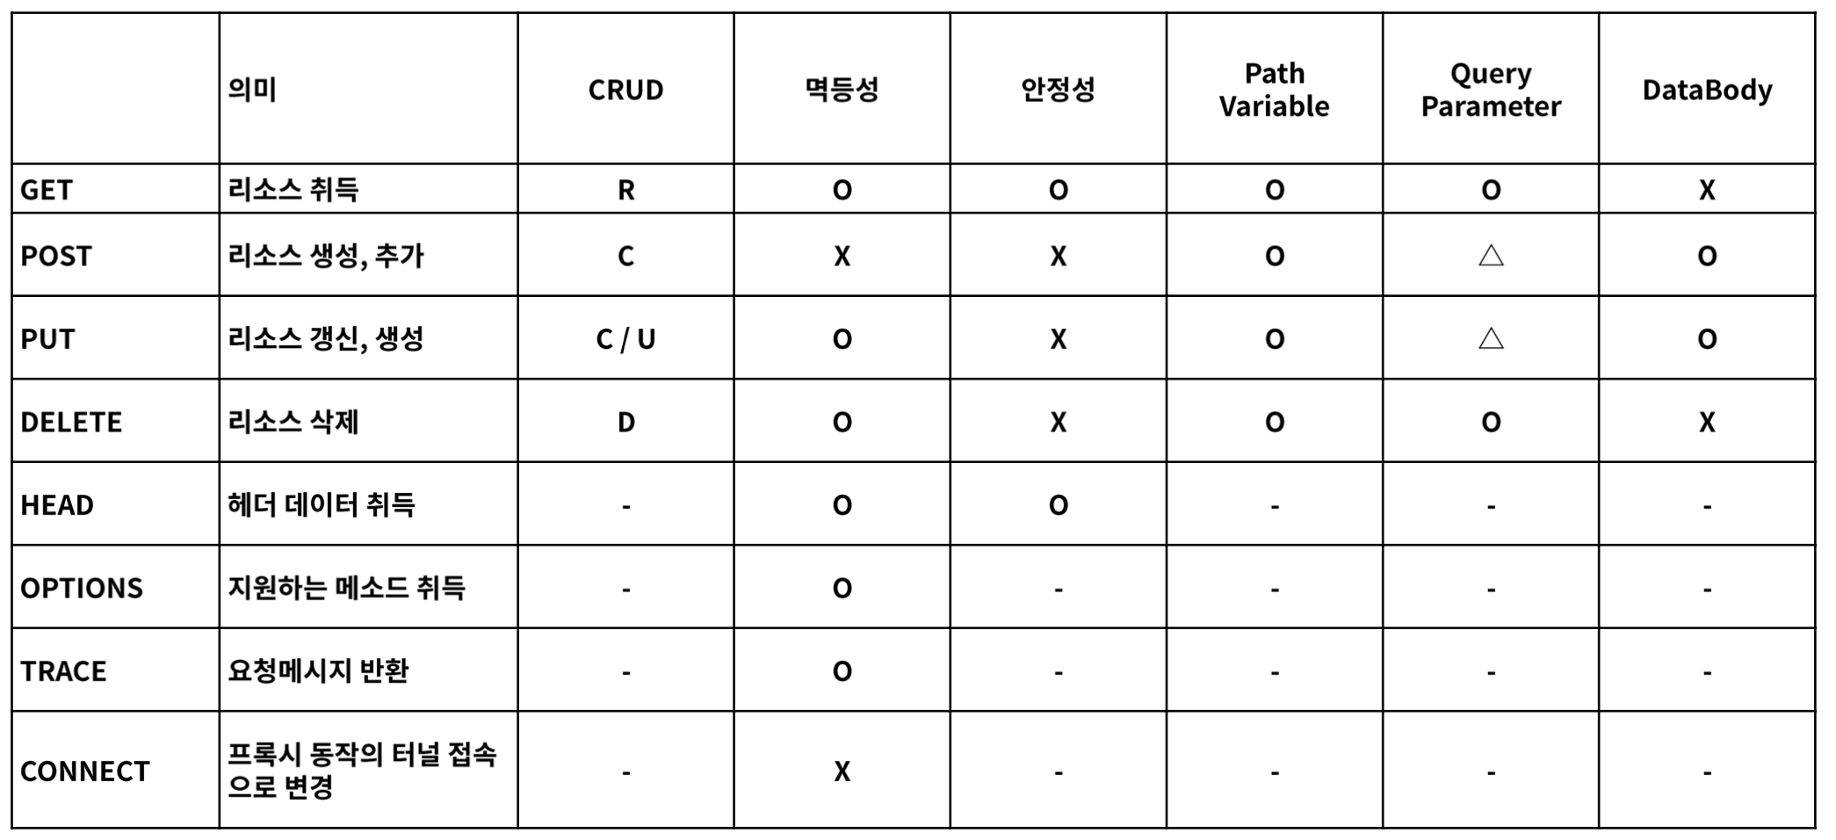 의미 CRUD 멱등성 안정성 Path Variable Query Parameter DataBody
GET 리소스 취득 R O O O O X
POST 리소스 생성, 추가 C X X O △ O
PUT 리소스 갱신, 생성 C / U O X O △ O
DELETE 리소스 삭제 D O X O O X
HEAD 헤더 데이터 취득 - O O - - -
OPTIONS 지원하는 메소드 취득 - O - - - -
TRACE 요청메시지 반환 - O - - - -
CONNECT 프록시 동작의 터널 접속으로 변경 - X - - - -